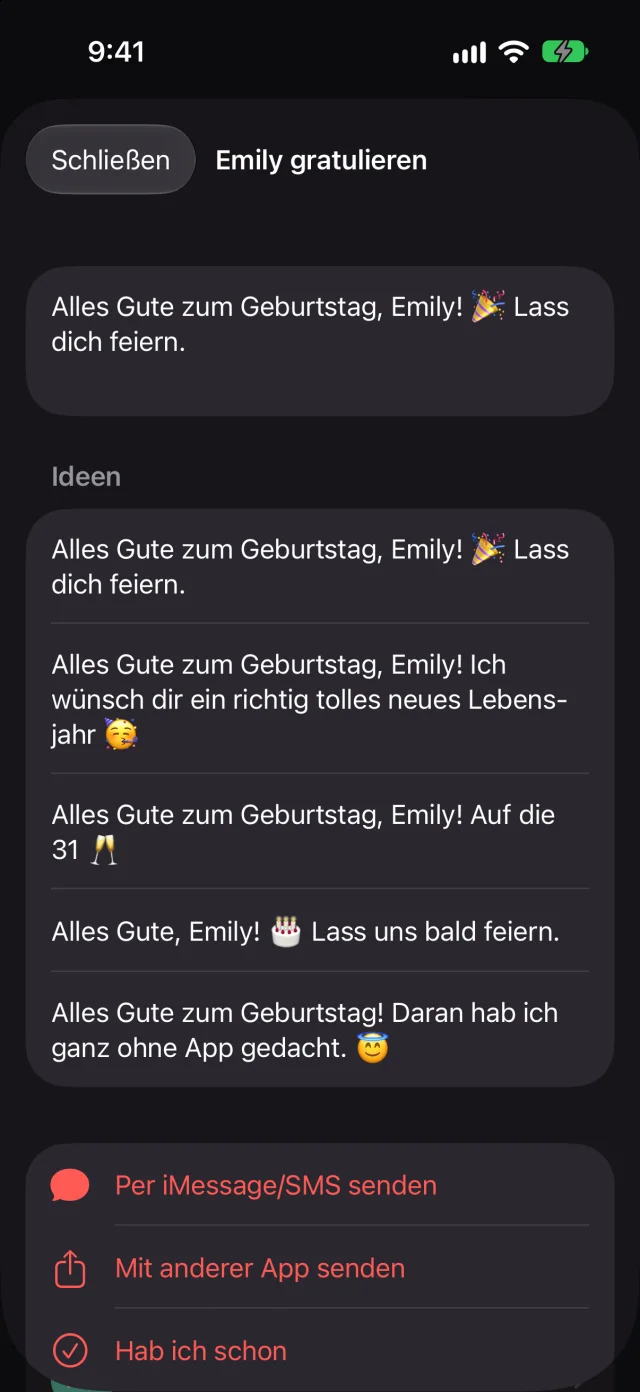 9:41
Schließen
Emily gratulieren
Alles Gute zum Geburtstag, Emily! 🎉 Lass
dich feiern.
Ideen
Alles Gute zum Geburtstag, Emily! 🎉 Lass
dich feiern.
Alles Gute zum Geburtstag, Emily! Ich
wünsch dir ein richtig tolles neues Lebens-
jahr 🥳
Alles Gute zum Geburtstag, Emily! Auf die
31 🥂
Alles Gute, Emily! 🎂 Lass uns bald feiern.
Alles Gute zum Geburtstag! Daran hab ich
ganz ohne App gedacht. 😇
Per iMessage/SMS senden
Mit anderer App senden
Hab ich schon